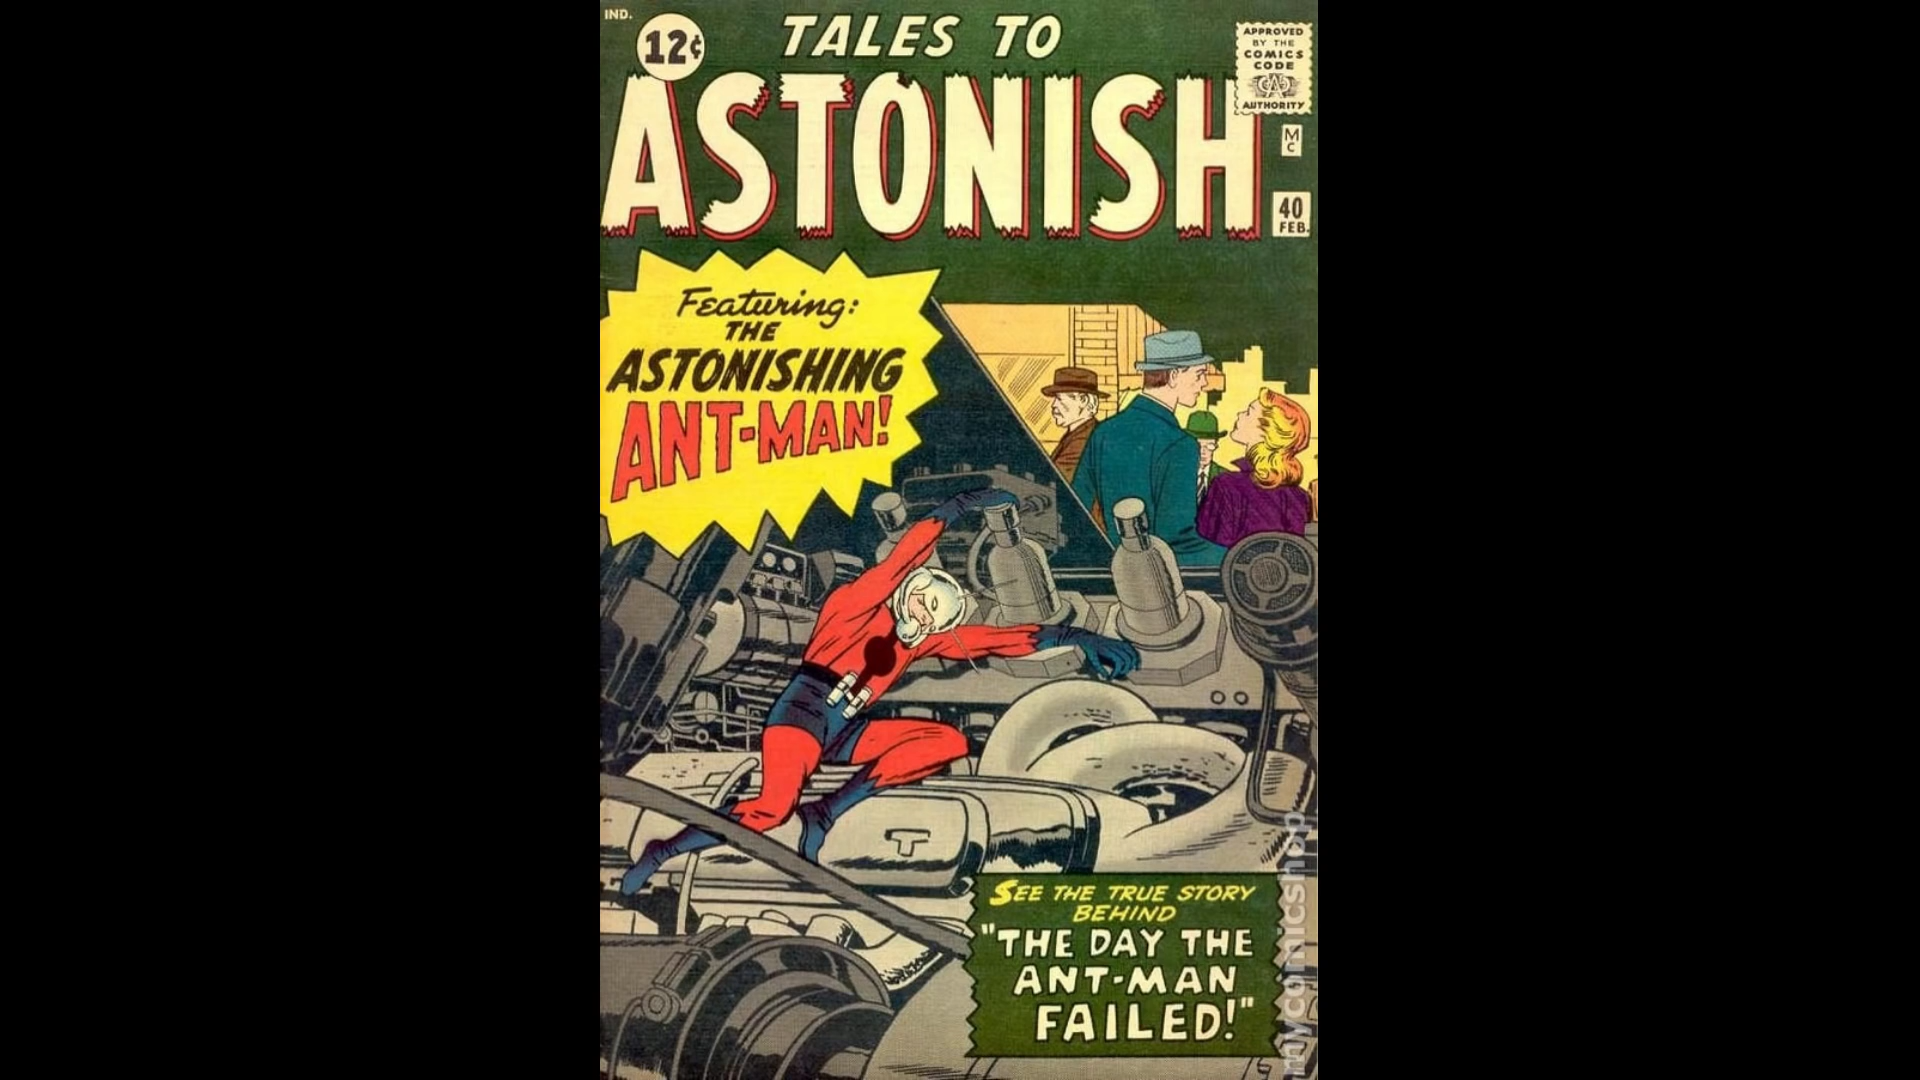 IND.
12¢
TALES TO
ASTONISH
APPROVED
BY THE
COMICS
CODE
CA
AUTHORITY
M
C
40
FEB.
Featuring:
THE
ASTONISHING
ANT-MAN!
T
SEE THE TRUE STORY
BEHIND
"THE DAY THE
ANT-MAN
FAILED!"
mycomicshop